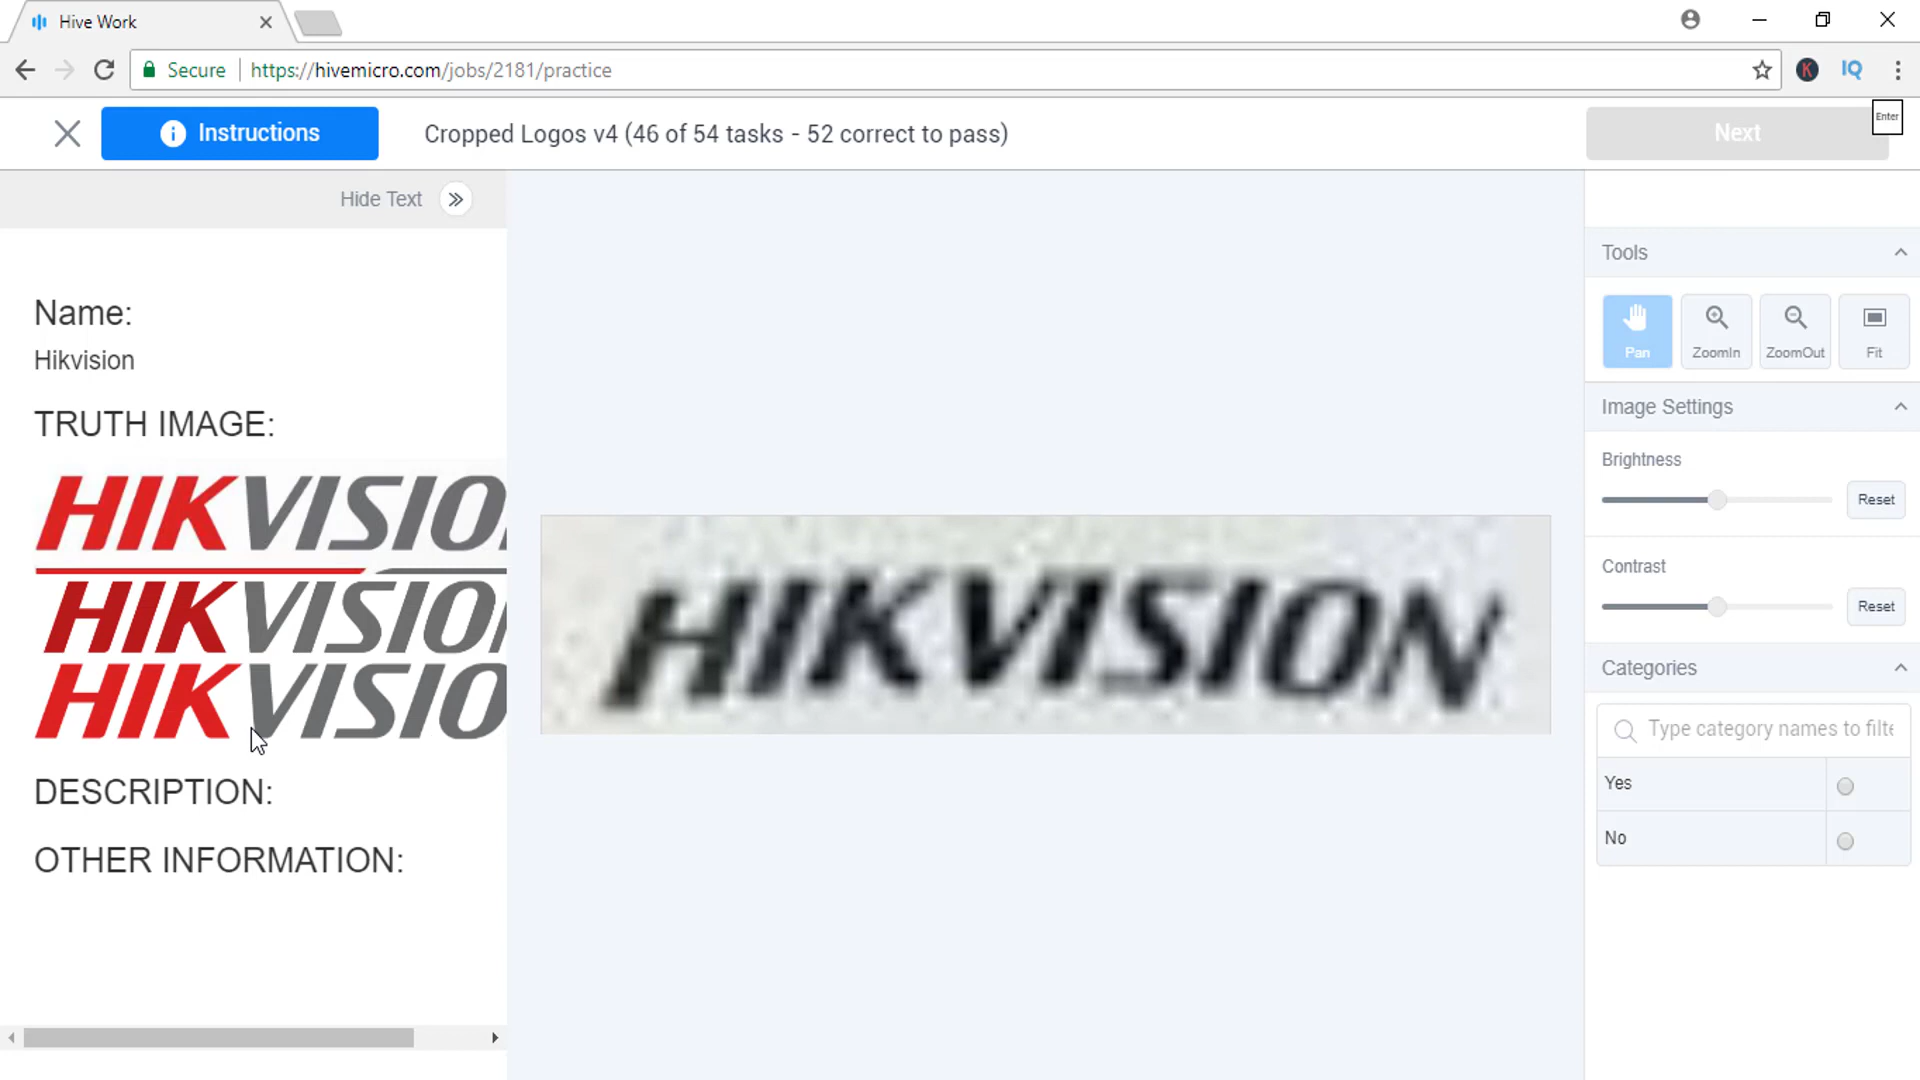 Hive Work
Secure
https://hivemicro.com/jobs/2181/practice
K
IQ
Instructions
Cropped Logos v4 (46 of 54 tasks - 52 correct to pass)
Next
Enter
Hide Text
Name:
Hikvision
TRUTH IMAGE:
HIKVISION
HIKVISION
HIKVISIO
DESCRIPTION:
OTHER INFORMATION:
HIKVISION
Tools
Pan
ZoomIn
ZoomOut
Fit
Image Settings
Brightness
Reset
Contrast
Reset
Categories
Type category names to filte
Yes
No